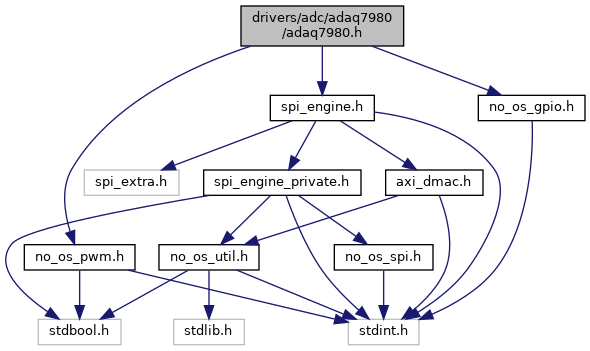 drivers/adc/adaq7980
/adaq7980.h
spi_engine.h
no_os_gpio.h
spi_extra.h
spi_engine_private.h
axi_dmac.h
no_os_pwm.h
no_os_util.h
no_os_spi.h
stdbool.h
stdlib.h
stdint.h